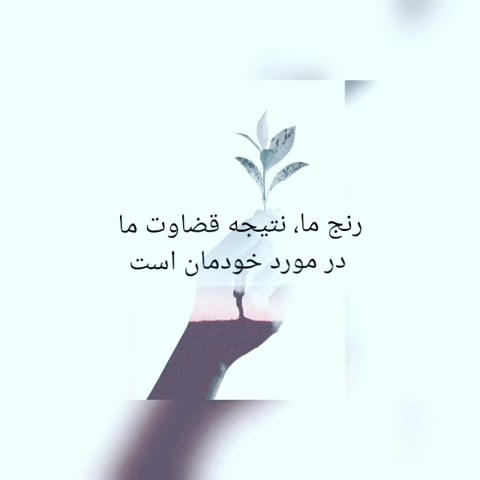 رنج ما، نتیجه قضاوت ما
در مورد خودمان است